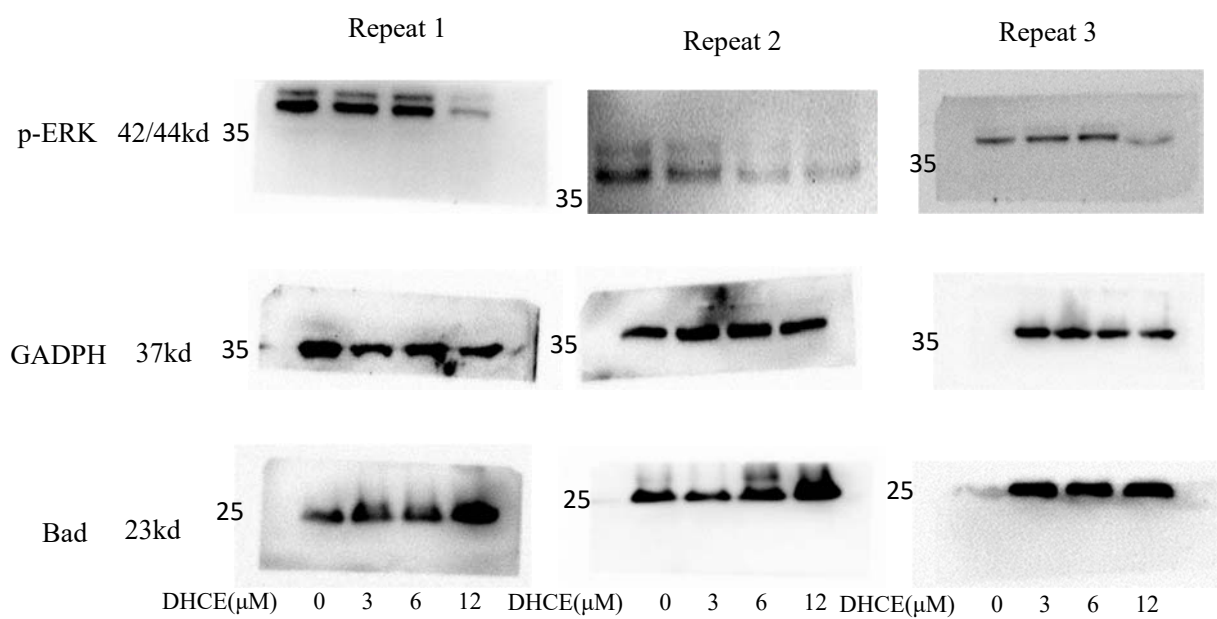 Repeat 1
Repeat 2
Repeat 3
p-ERK 42/44kd 35
35
35
GADPH 37kd 35
35
35
Bad 23kd 25
25
25
DHCE(μM) 0 3 6 12 DHCE(μM) 0 3 6 12 DHCE(μM) 0 3 6 12